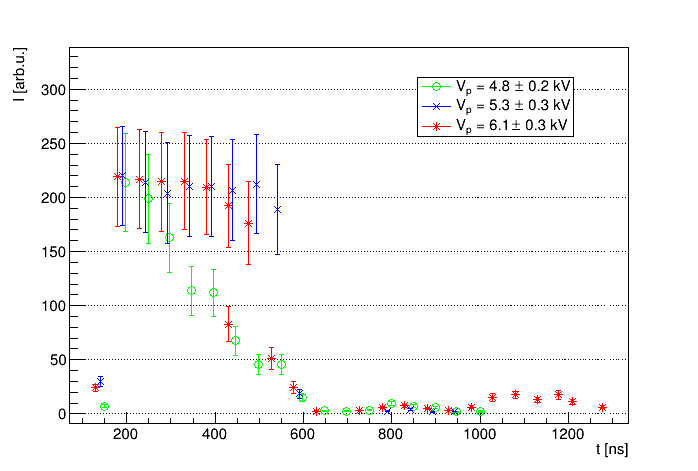 I [arb.u.]
300
250
200
150
100
50
0
V_p = 4.8 ± 0.2 kV
V_p = 5.3 ± 0.3 kV
V_p = 6.1± 0.3 kV
200 400 600 800 1000 1200
t [ns]